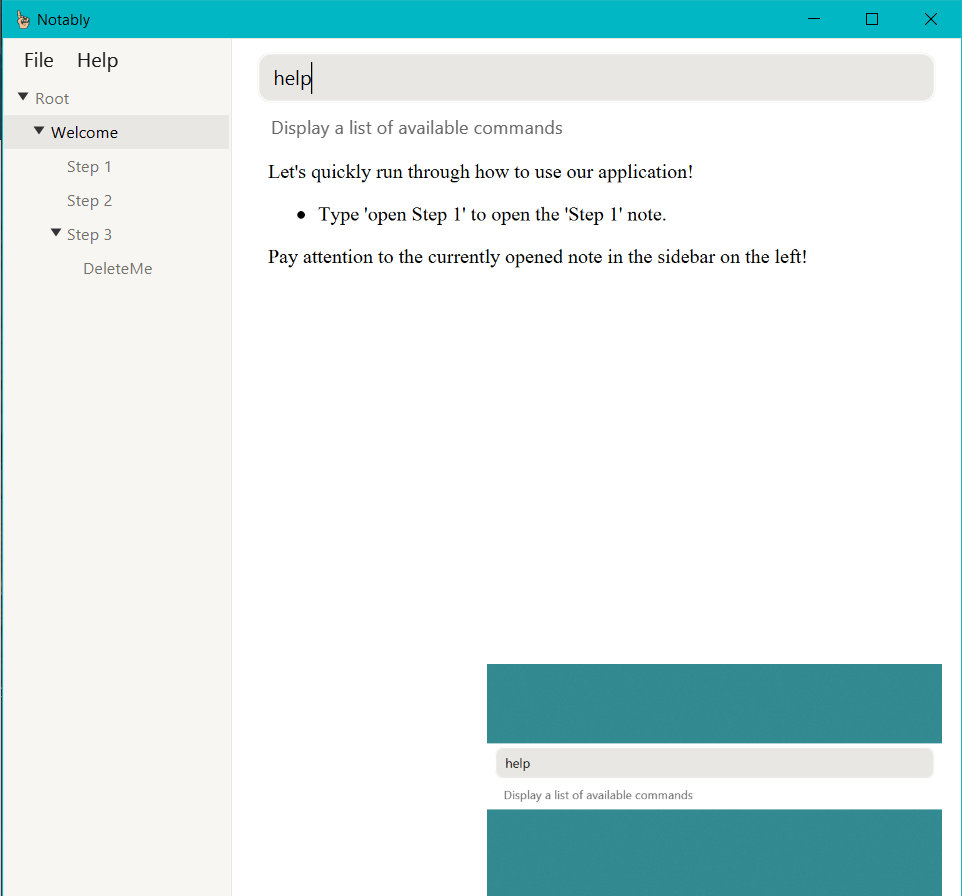 Notably
File Help
Root
Welcome
Step 1
Step 2
Step 3
DeleteMe
help
Display a list of available commands
Let's quickly run through how to use our application!
Type 'open Step 1' to open the 'Step 1' note.
Pay attention to the currently opened note in the sidebar on the left!
help
Display a list of available commands